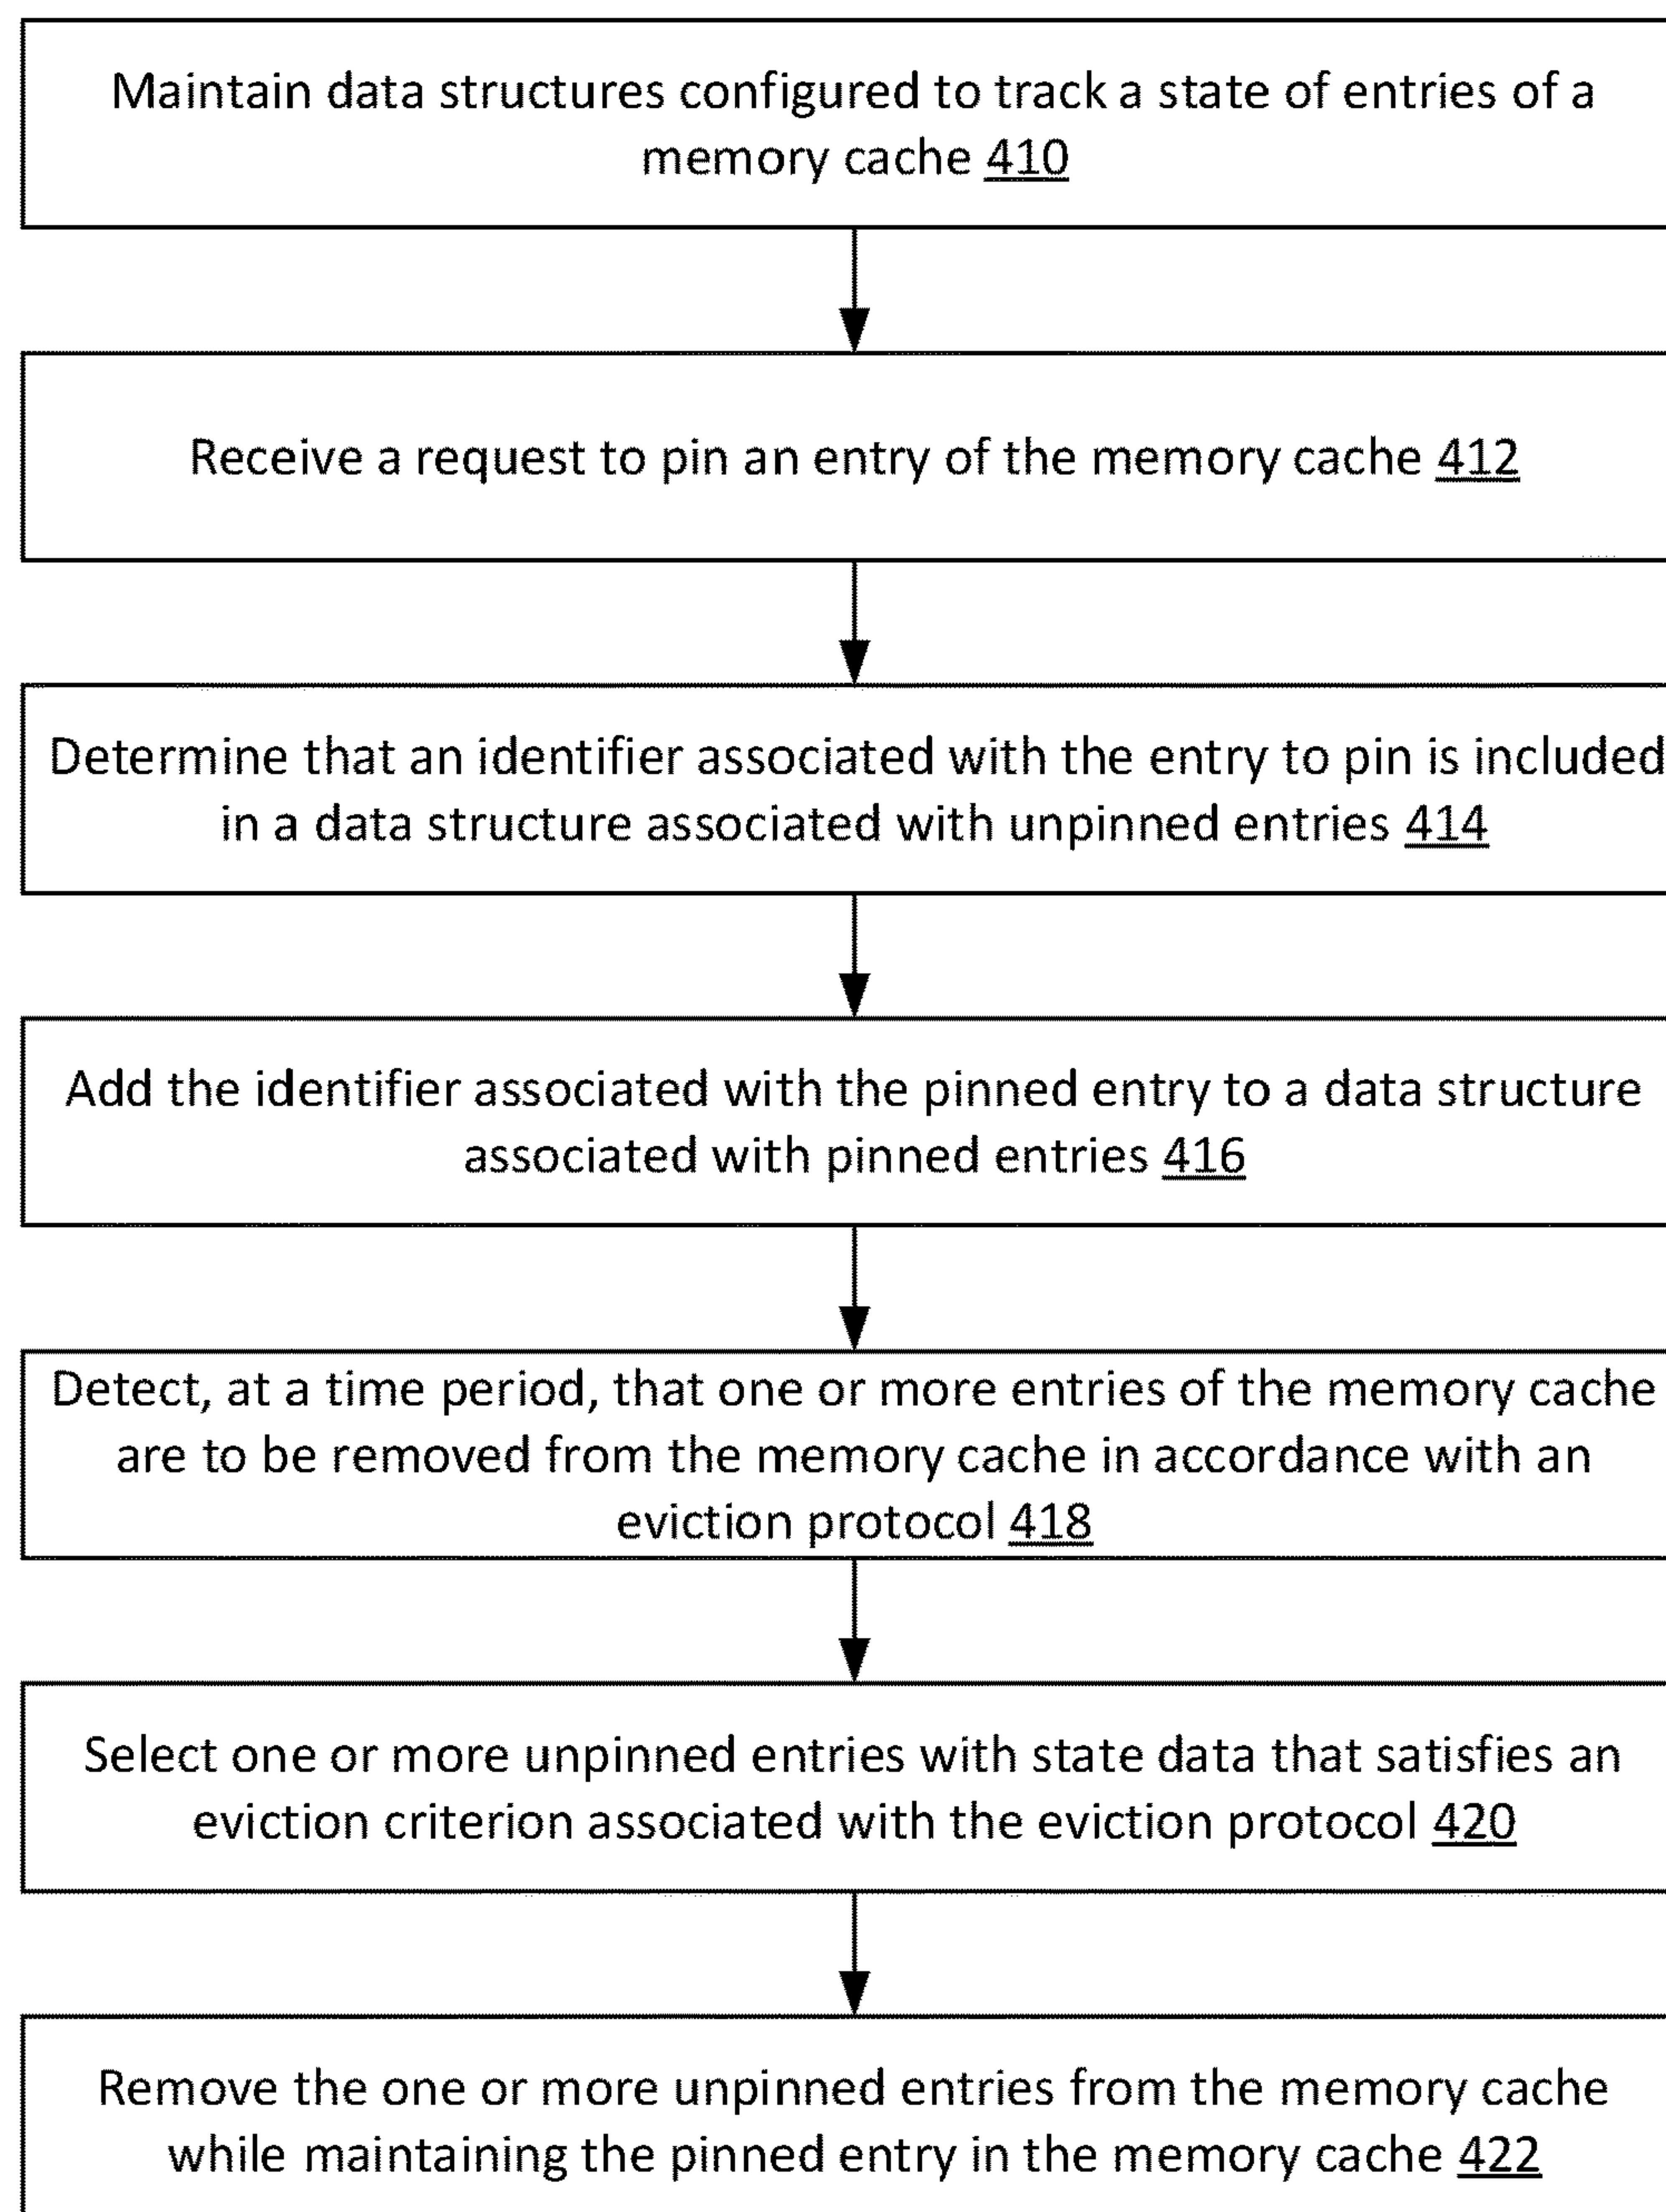 Maintain data structures configured to track a state of entries of a
memory cache 410
Receive a request to pin an entry of the memory cache 412
Determine that an identifier associated with the entry to pin is included
in a data structure associated with unpinned entries 414
Add the identifier associated with the pinned entry to a data structure
associated with pinned entries 416
Detect, at a time period, that one or more entries of the memory cache
are to be removed from the memory cache in accordance with an
eviction protocol 418
Select one or more unpinned entries with state data that satisfies an
eviction criterion associated with the eviction protocol 420
Remove the one or more unpinned entries from the memory cache
while maintaining the pinned entry in the memory cache 422